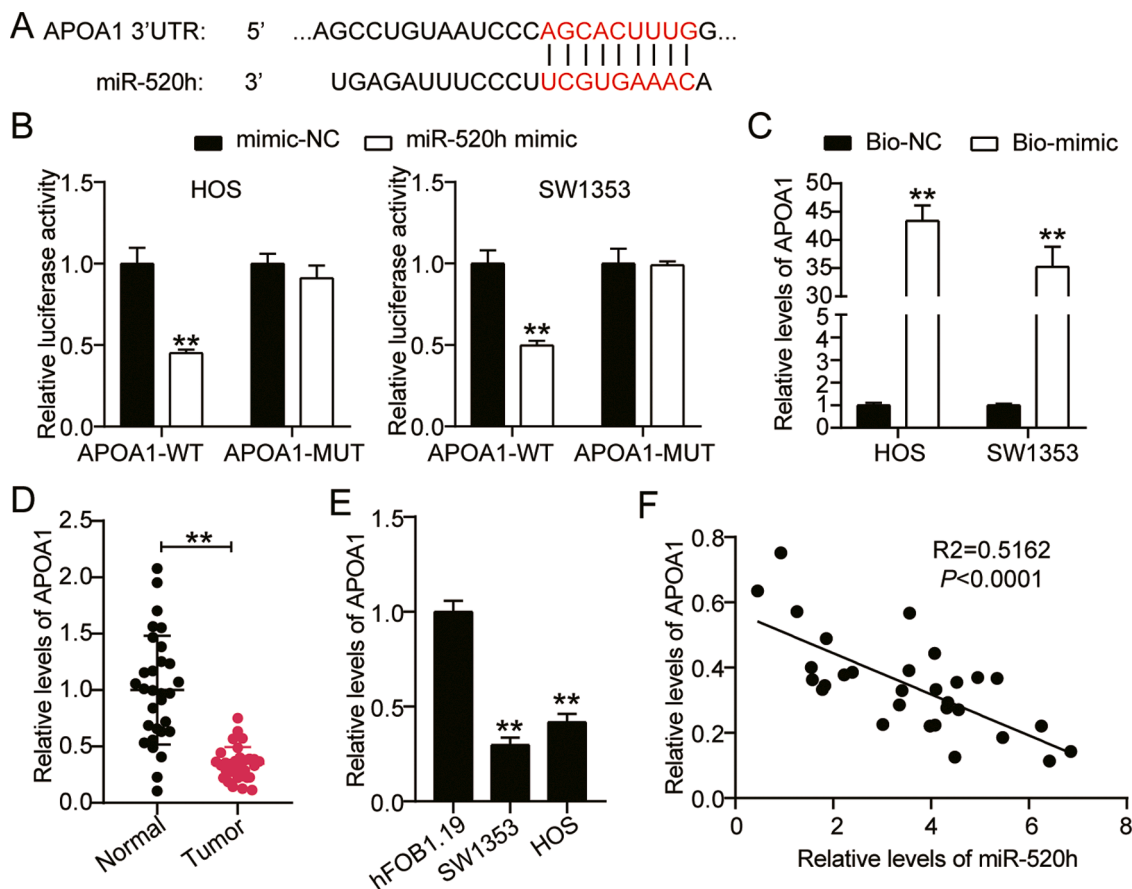 A
APOA1 3'UTR: 5' ...AGCCUGUAAUCCCAGCACUUUGG...
miR-520h: 3' UGAGAUUUCCCUUCGUGAAACA
B
mimic-NC miR-520h mimic
Relative luciferase activity
1.5
1.0
0.5
0.0
HOS
**
APOA1-WT APOA1-MUT
Relative luciferase activity
1.5
1.0
0.5
0.0
SW1353
**
APOA1-WT APOA1-MUT
C
Bio-NC Bio-mimic
Relative levels of APOA1
50
45
40
35
30
5
4
3
2
1
0
**
**
HOS SW1353
D
Relative levels of APOA1
2.5
2.0
1.5
1.0
0.5
0.0
**
Normal Tumor
E
Relative levels of APOA1
1.5
1.0
0.5
0.0
**
**
hFOB1.19 SW1353 HOS
F
Relative levels of APOA1
0.8
0.6
0.4
0.2
0.0
R2=0.5162
P<0.0001
0 2 4 6 8
Relative levels of miR-520h